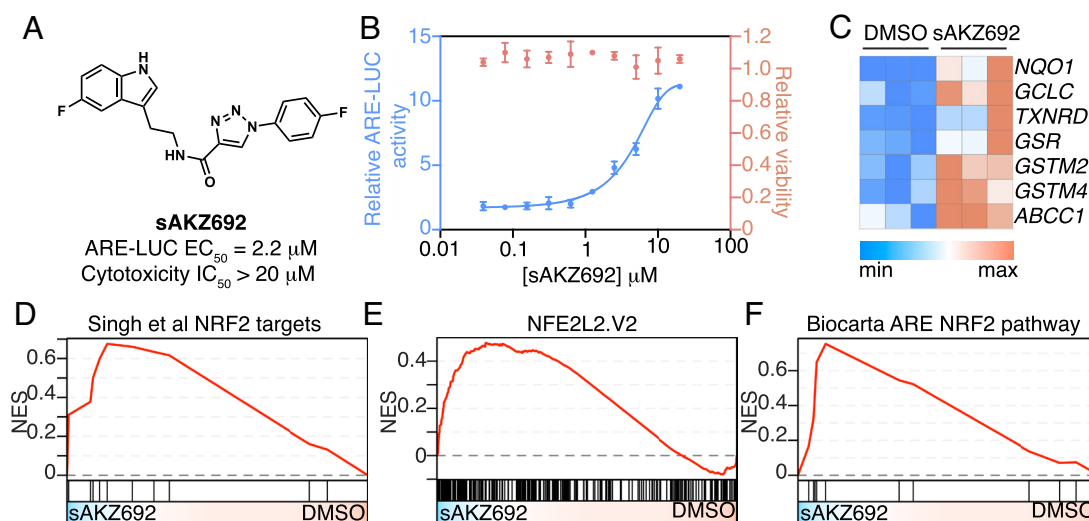 A
H
N
F
N
N
N
F
HN
O
sAKZ692
ARE-LUC EC50 = 2.2 µM
Cytotoxicity IC50 > 20 µM
B
Relative ARE-LUC
activity
15
10
5
0
1.2
1.0
0.8
0.6
0.4
0.2
0
Relative viability
0.01
0.1
1
10
100
[sAKZ692] µM
C
DMSO sAKZ692
NQO1
GCLC
TXNRD
GSR
GSTM2
GSTM4
ABCC1
min
max
D
Singh et al NRF2 targets
NES
0.6
0.4
0.2
0
sAKZ692
DMSO
E
NFE2L2.V2
NES
0.4
0.2
0
sAKZ692
DMSO
F
Biocarta ARE NRF2 pathway
NES
0.6
0.4
0.2
0
sAKZ692
DMSO